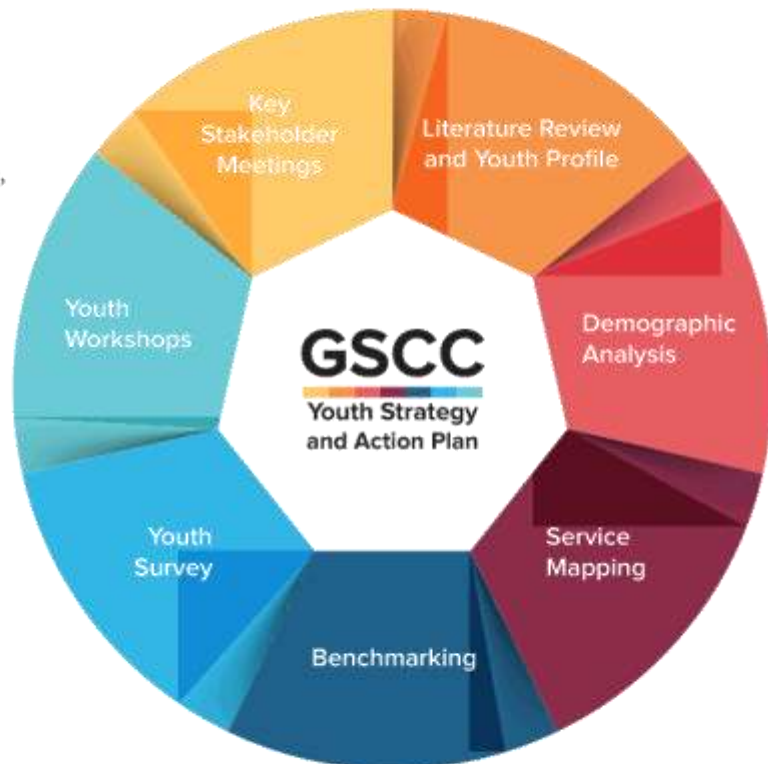 Key
Stakeholder
Meetings
Literature Review
and Youth Profile
Youth
Workshops
Demographic
Analysis
GSCC
Youth Strategy
and Action Plan
Youth
Survey
Service
Mapping
Benchmarking
,